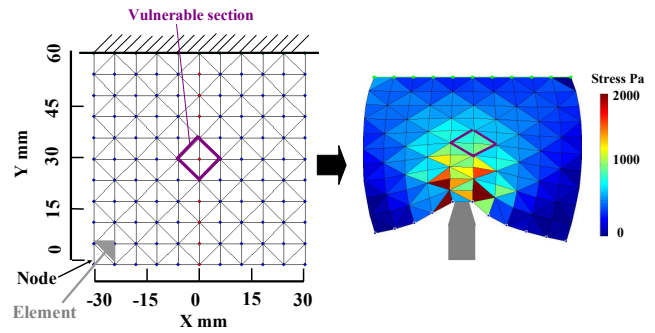 Vulnerable section
60
45
30
15
0
Y mm
Node
Element
-30
-15
0
15
30
X mm
Stress Pa
2000
1000
0